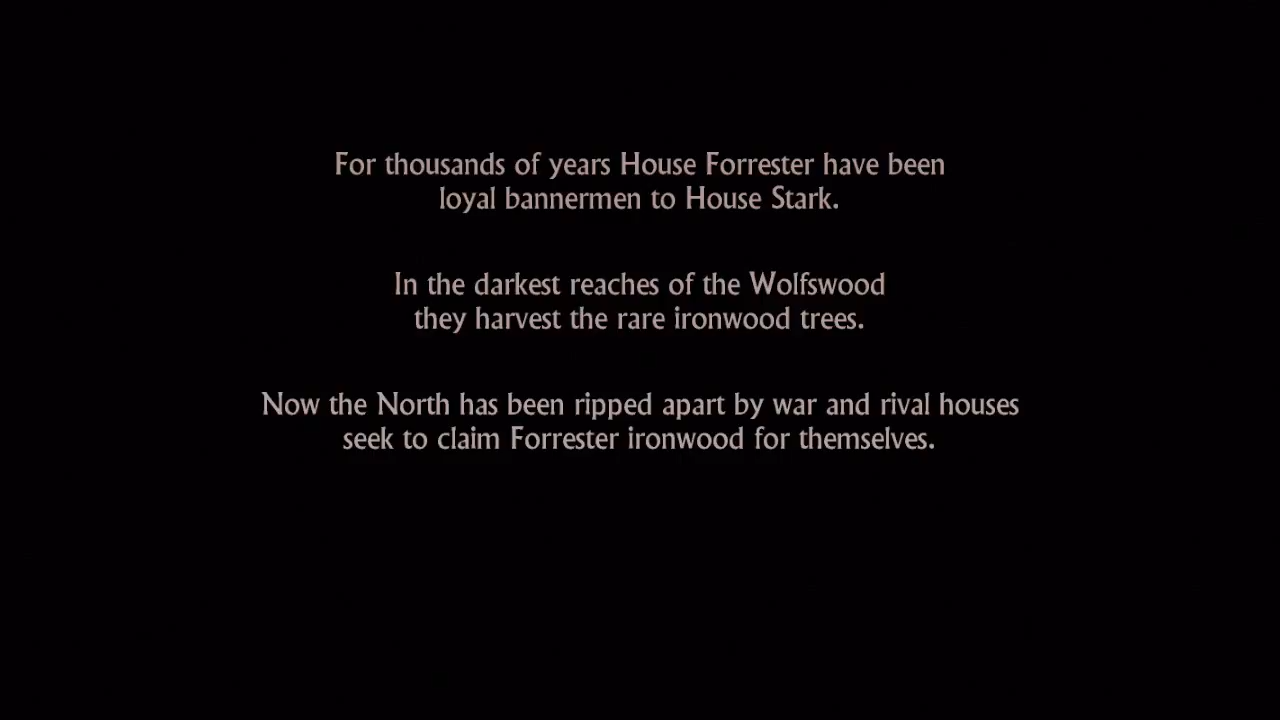 For thousands of years House Forrester have been
loyal bannermen to House Stark.
In the darkest reaches of the Wolfswood
they harvest the rare ironwood trees.
Now the North has been ripped apart by war and rival houses
seek to claim Forrester ironwood for themselves.